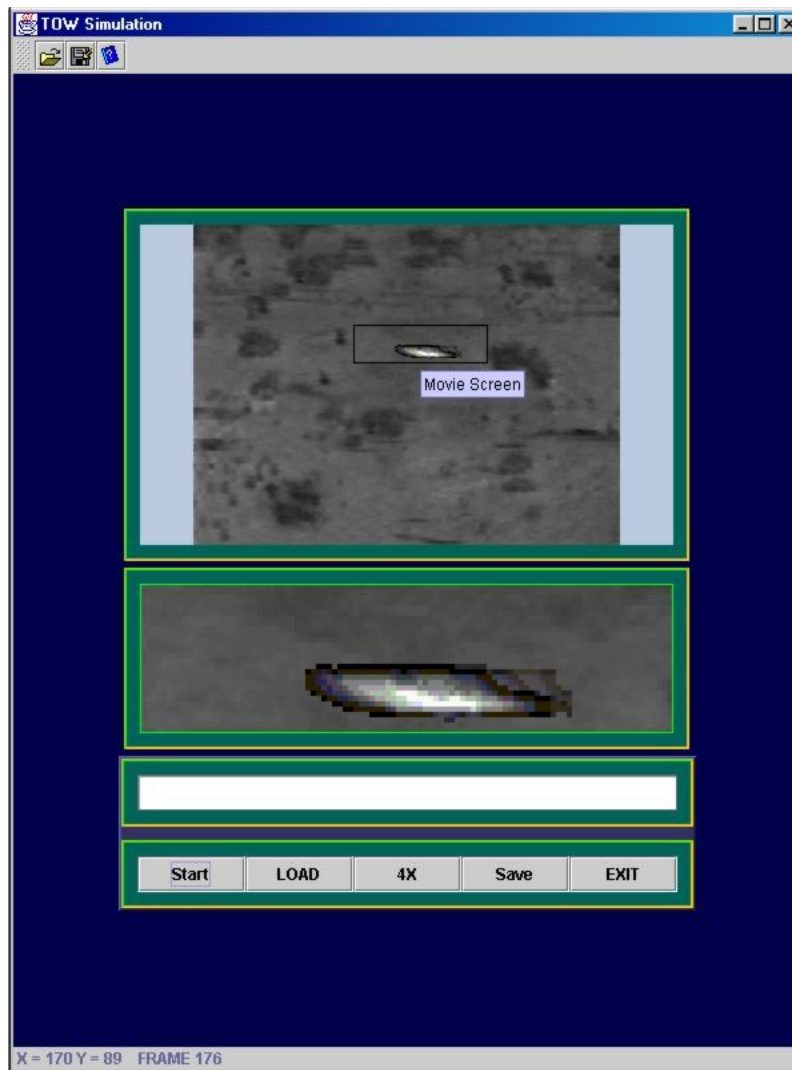 TOW Simulation
Movie Screen
Start LOAD 4X Save EXIT
X = 170 Y = 89 FRAME 176